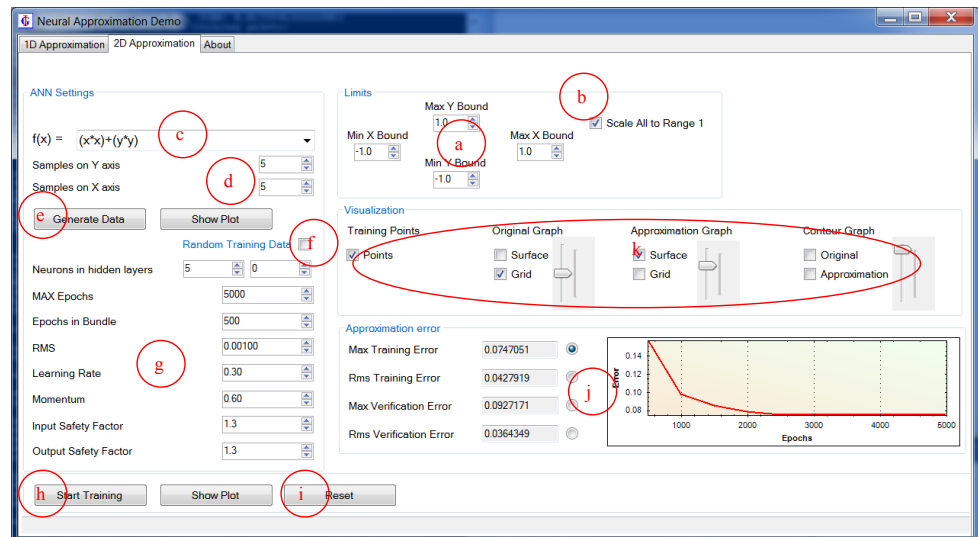 Neural Approximation Demo
1D Approximation 2D Approximation About
ANN Settings
f(x) = (x*x)+(y*y)
c
Samples on Y axis 5
Samples on X axis 5
d
e
Generate Data Show Plot
Random Training Data
f
Neurons in hidden layers 5 0
MAX Epochs 5000
Epochs in Bundle 500
RMS 0.00100
g
Learning Rate 0.30
Momentum 0.60
Input Safety Factor 1.3
Output Safety Factor 1.3
h
Start Training Show Plot
i
Reset
Limits
Max Y Bound
1.0
b
Scale All to Range 1
Min X Bound
-1.0
a
Max X Bound
1.0
Min Y Bound
-1.0
Visualization
Training Points Original Graph Approximation Graph Contour Graph
Points Surface Surface Original
k
Grid Grid Approximation
Approximation error
Max Training Error 0.0747051
Rms Training Error 0.0427919
Max Verification Error 0.0927171
Rms Verification Error 0.0364349
j
Error
0.14
0.12
0.10
0.08
1000 2000 3000 4000 5000
Epochs